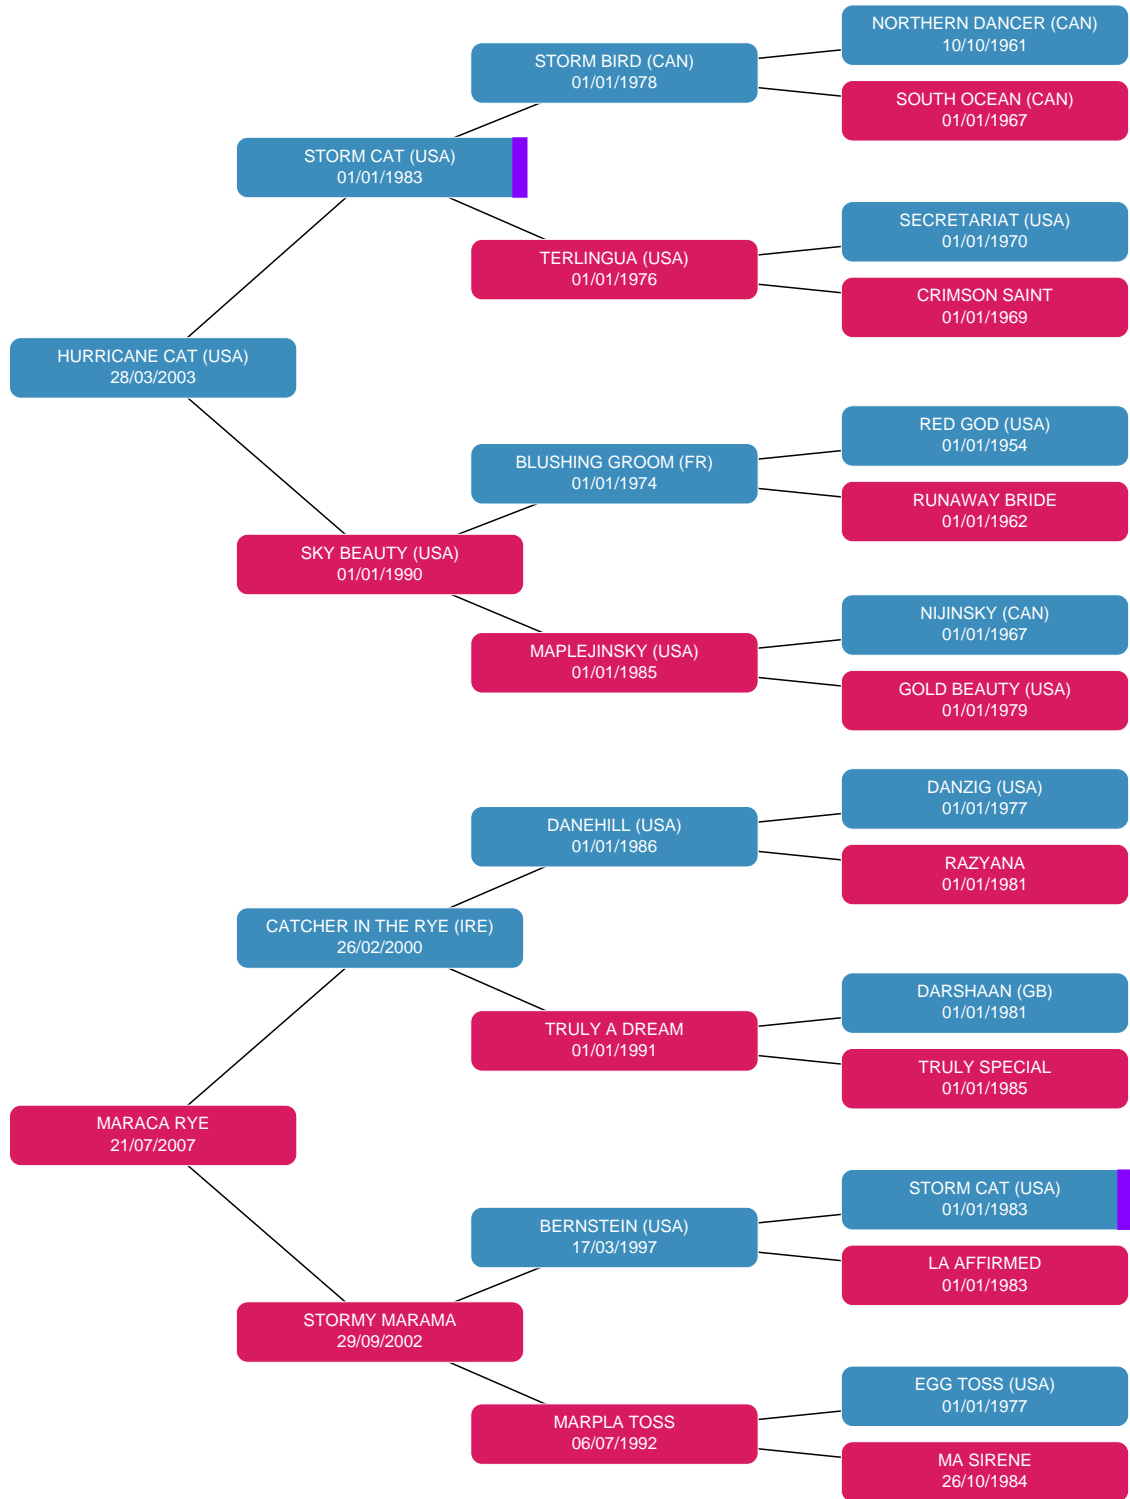 NORTHERN DANCER (CAN)
10/10/1961
STORM BIRD (CAN)
01/01/1978
SOUTH OCEAN (CAN)
01/01/1967
STORM CAT (USA)
01/01/1983
SECRETARIAT (USA)
01/01/1970
TERLINGUA (USA)
01/01/1976
CRIMSON SAINT
01/01/1969
HURRICANE CAT (USA)
28/03/2003
RED GOD (USA)
01/01/1954
BLUSHING GROOM (FR)
01/01/1974
RUNAWAY BRIDE
01/01/1962
SKY BEAUTY (USA)
01/01/1990
NIJINSKY (CAN)
01/01/1967
MAPLEJINSKY (USA)
01/01/1985
GOLD BEAUTY (USA)
01/01/1979
DANZIG (USA)
01/01/1977
DANEHILL (USA)
01/01/1986
RAZYANA
01/01/1981
CATCHER IN THE RYE (IRE)
26/02/2000
DARSHAAN (GB)
01/01/1981
TRULY A DREAM
01/01/1991
TRULY SPECIAL
01/01/1985
MARACA RYE
21/07/2007
STORM CAT (USA)
01/01/1983
BERNSTEIN (USA)
17/03/1997
LA AFFIRMED
01/01/1983
STORMY MARAMA
29/09/2002
EGG TOSS (USA)
01/01/1977
MARPLA TOSS
06/07/1992
MA SIRENE
26/10/1984